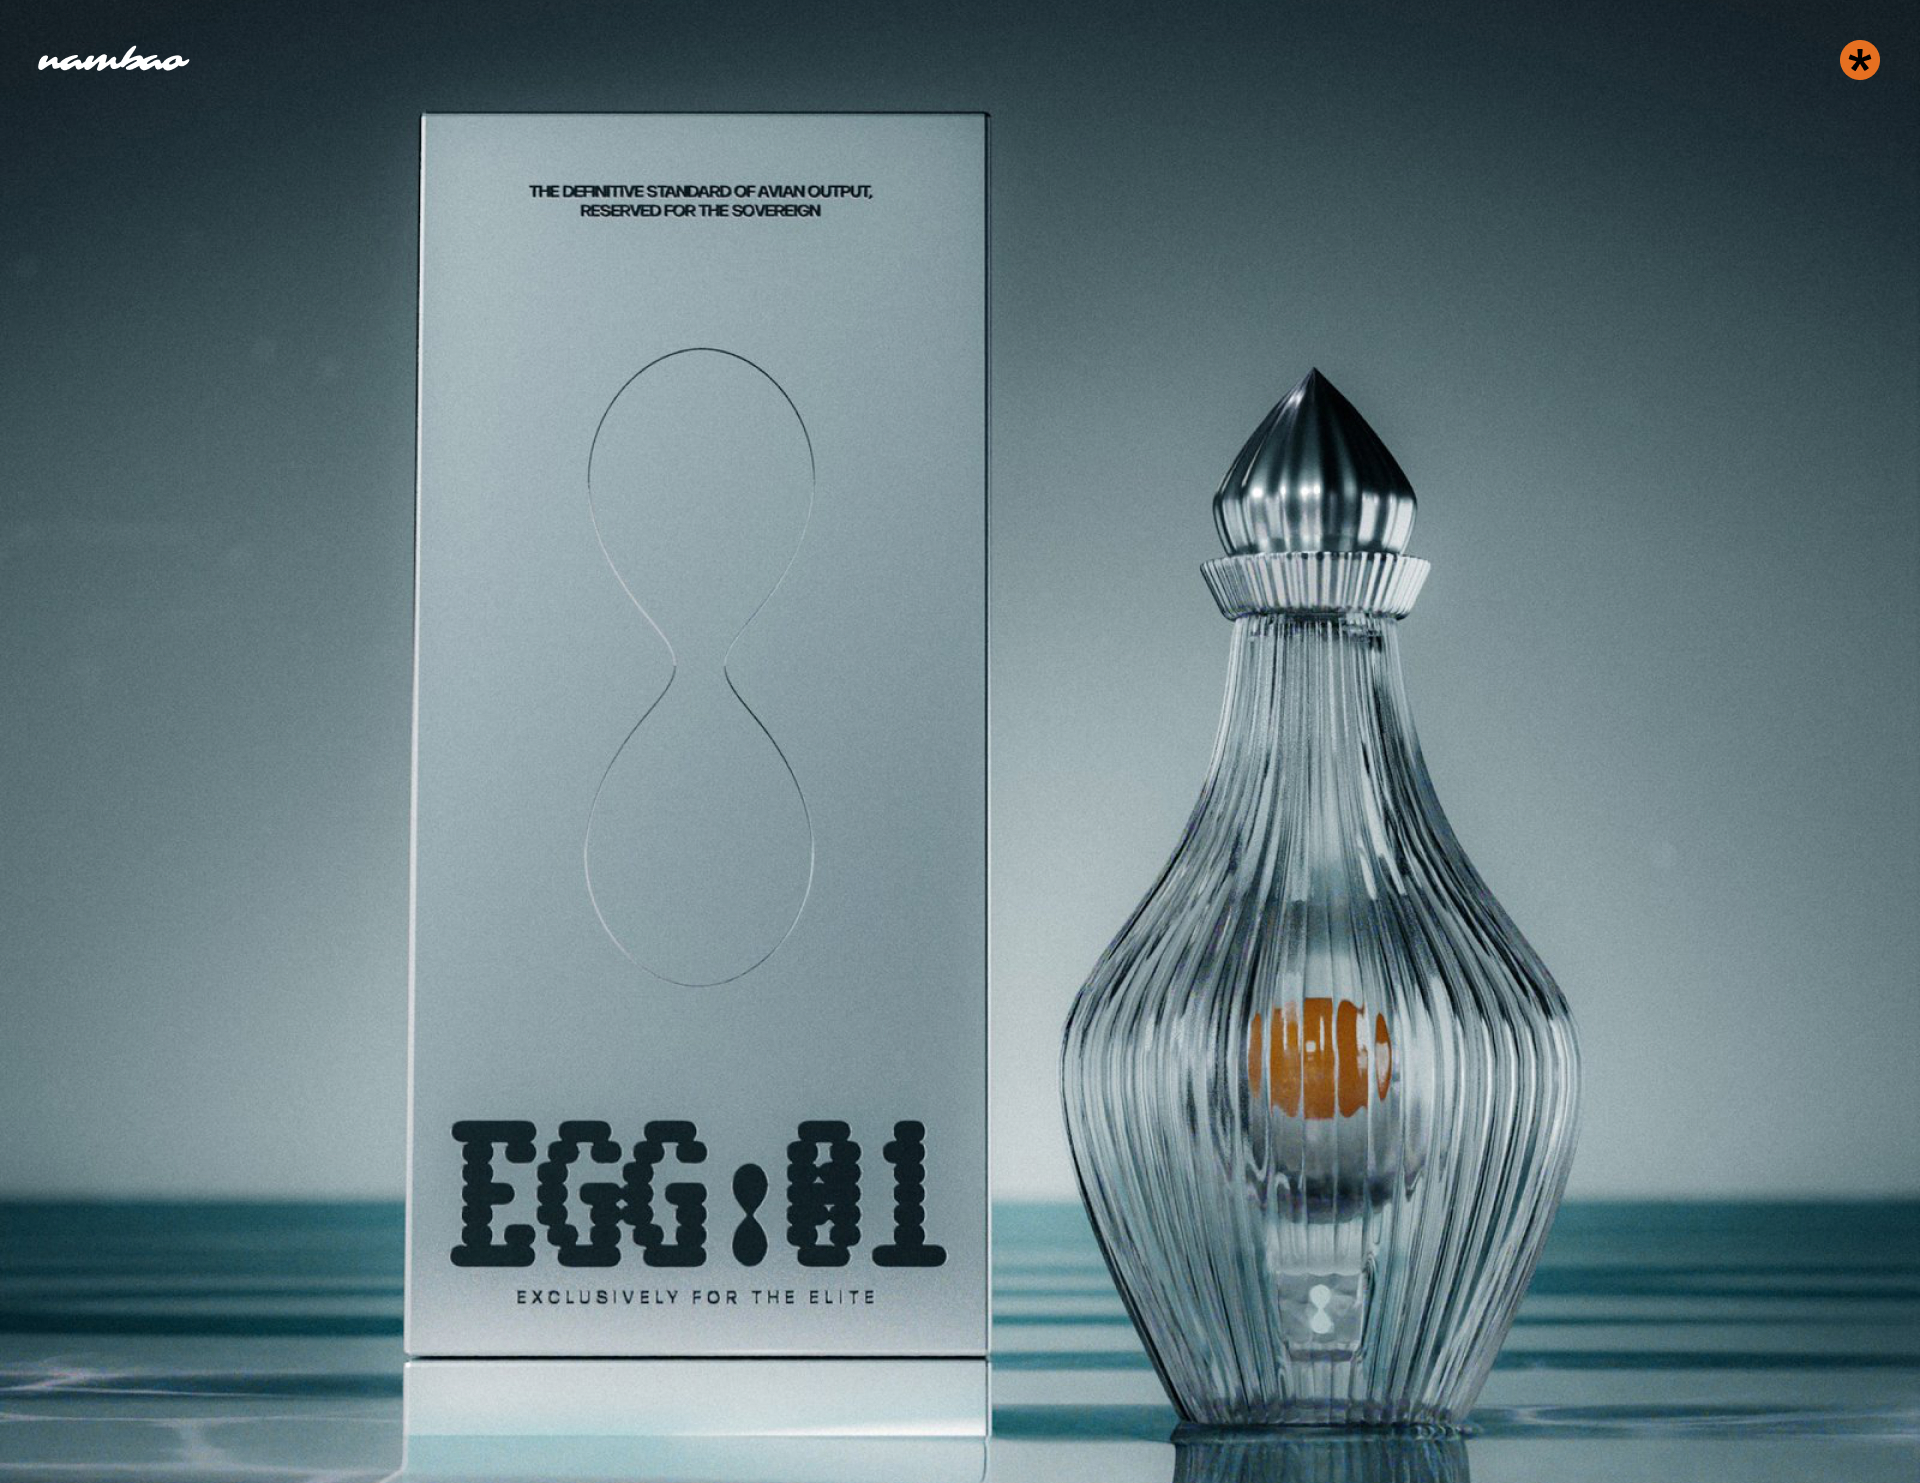 nambao
THE DEFINITIVE STANDARD OF AVIAN OUTPUT,
RESERVED FOR THE SOVEREIGN
EGG:01
EXCLUSIVELY FOR THE ELITE